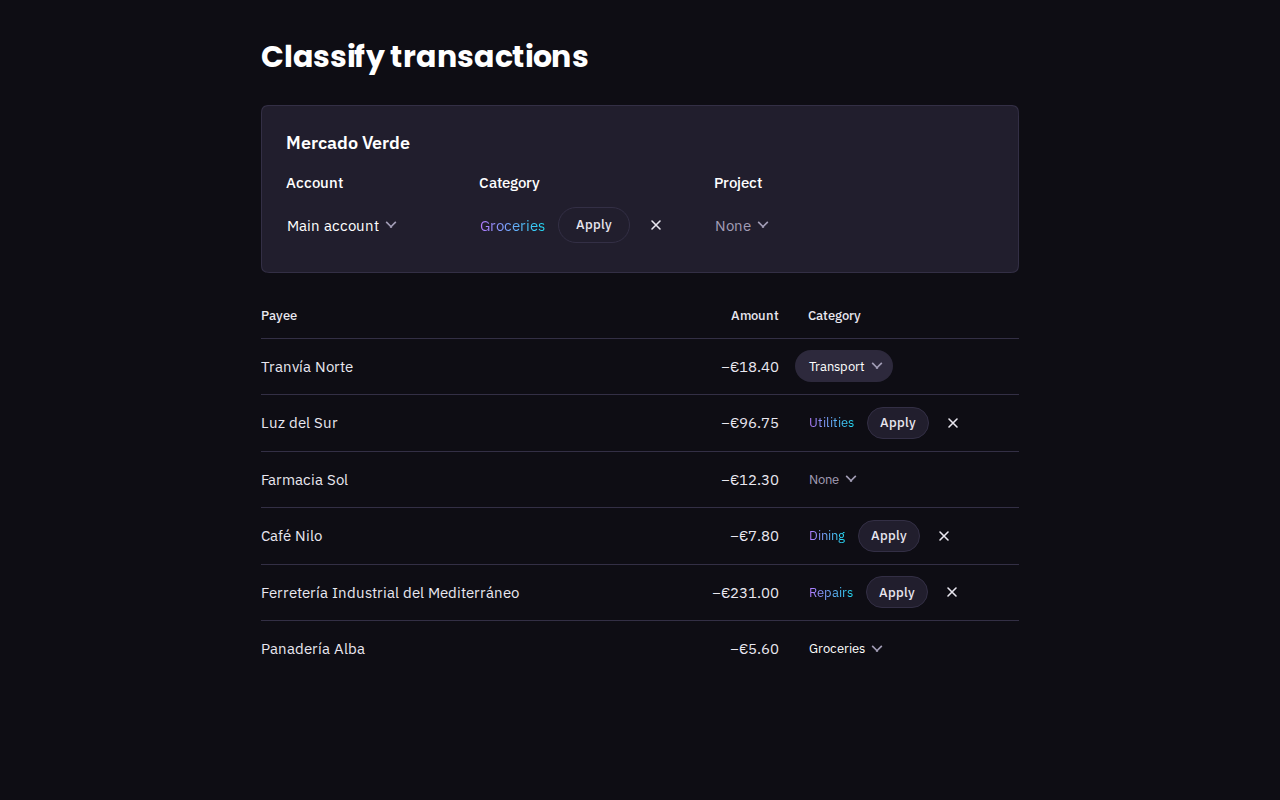 Classify transactions
Mercado Verde
Account Category Project
Main account Groceries Apply None
Payee Amount Category
Tranvía Norte −€18.40 Transport
Luz del Sur −€96.75 Utilities Apply
Farmacia Sol −€12.30 None
Café Nilo −€7.80 Dining Apply
Ferretería Industrial del Mediterráneo −€231.00 Repairs Apply
Panadería Alba −€5.60 Groceries